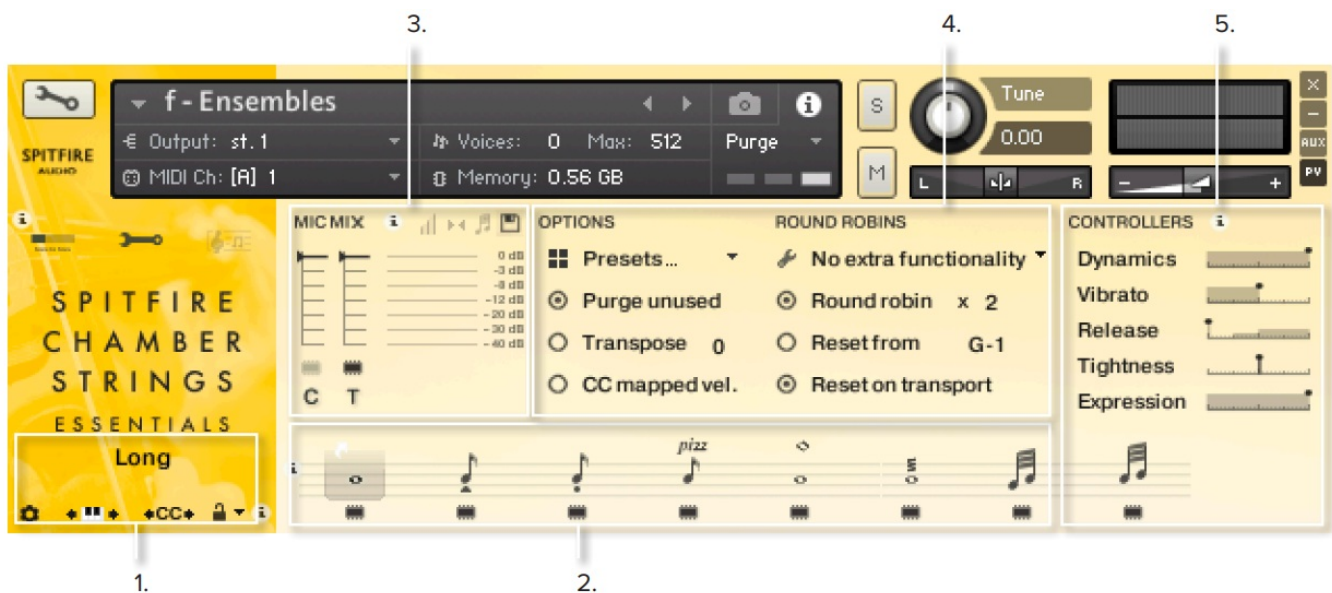 3. 4. 5.
f - Ensembles
S
Tune
SPITFIRE
AUDIO
Output: st. 1
Voices: 0 Max: 512
Purge
0.00
AUX
MIDI Ch: [A] 1
Memory: 0.56 GB
M
L R
- +
PV
MIC MIX
0 dB
-3 dB
-8 dB
-12 dB
-20 dB
-30 dB
-40 dB
C T
OPTIONS
Presets...
Purge unused
Transpose 0
CC mapped vel.
ROUND ROBINS
No extra functionality
Round robin x 2
Reset from G-1
Reset on transport
CONTROLLERS
Dynamics
Vibrato
Release
Tightness
Expression
SPITFIRE
CHAMBER
STRINGS
ESSENTIALS
Long
CC
pizz
1. 2.